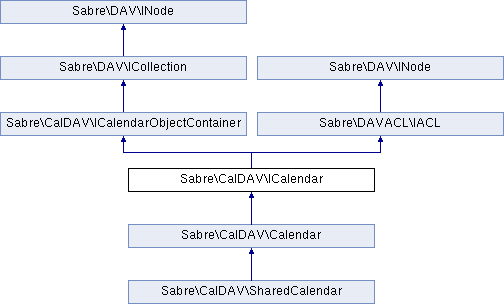 Sabre\DAV\INode
Sabre\DAV\ICollection
Sabre\DAV\INode
Sabre\CalDAV\ICalendarObjectContainer
Sabre\DAVACL\IACL
Sabre\CalDAV\ICalendar
Sabre\CalDAV\Calendar
Sabre\CalDAV\SharedCalendar